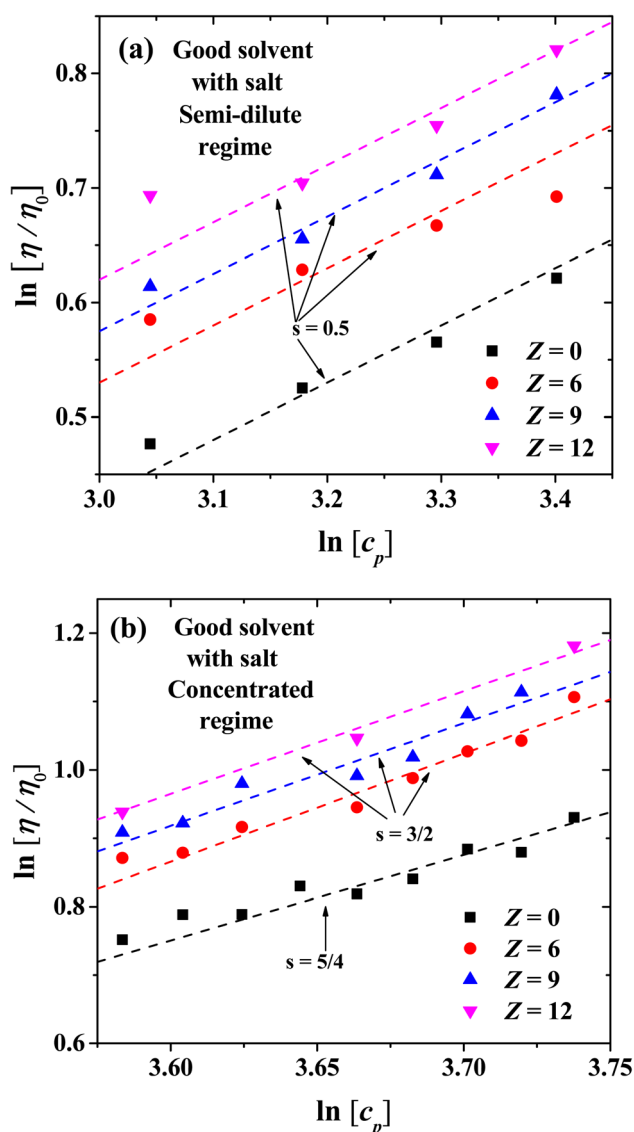 (a) Good solvent
with salt
Semi-dilute
regime
0.8
0.7
0.6
0.5
ln [η / η0]
s = 0.5
Z = 0
Z = 6
Z = 9
Z = 12
3.0 3.1 3.2 3.3 3.4
ln [cp]
(b) Good solvent
with salt
Concentrated
regime
1.2
1.0
0.8
0.6
ln [η / η0]
s = 3/2
s = 5/4
Z = 0
Z = 6
Z = 9
Z = 12
3.60 3.65 3.70 3.75
ln [cp]